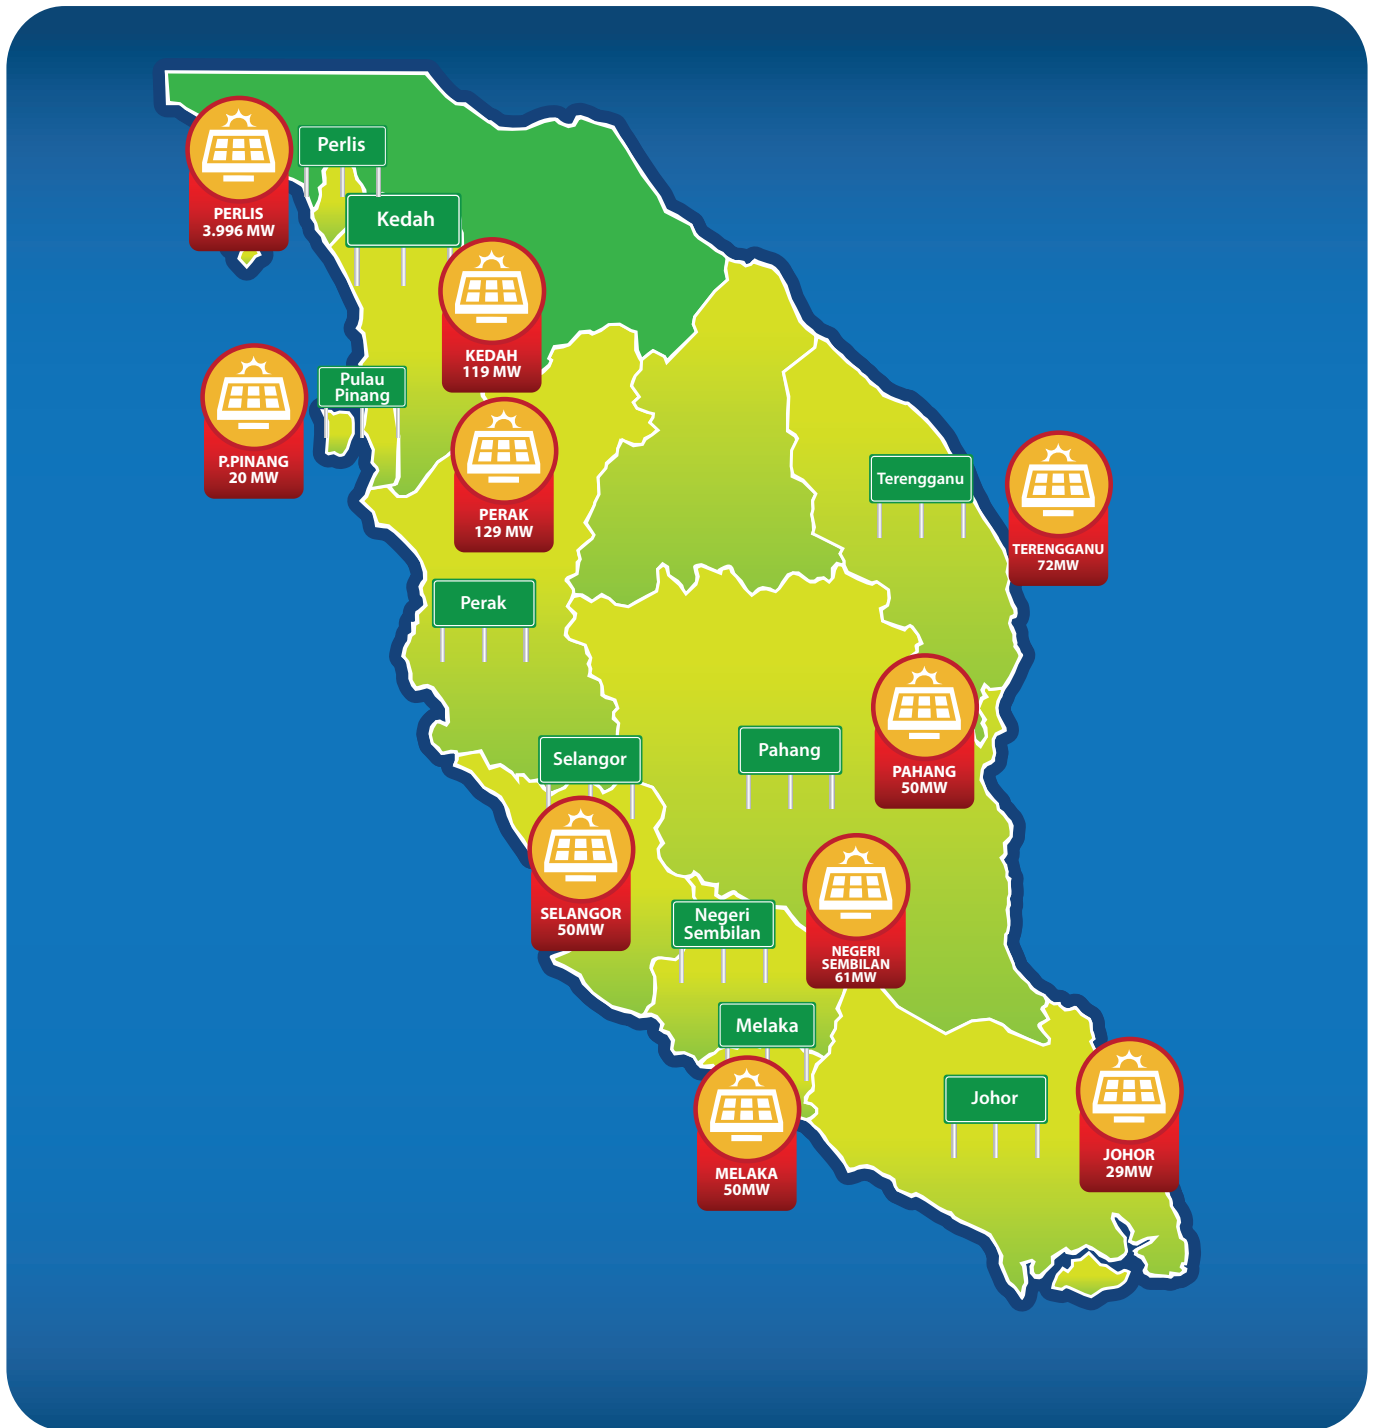 Perlis
PERLIS
3.996 MW
Kedah
KEDAH
119 MW
Pulau
Pinang
P.PINANG
20 MW
PERAK
129 MW
Terengganu
TERENGGANU
72MW
Perak
Selangor
Pahang
PAHANG
50MW
SELANGOR
50MW
Negeri
Sembilan
NEGERI
SEMBILAN
61MW
Melaka
MELAKA
50MW
Johor
JOHOR
29MW